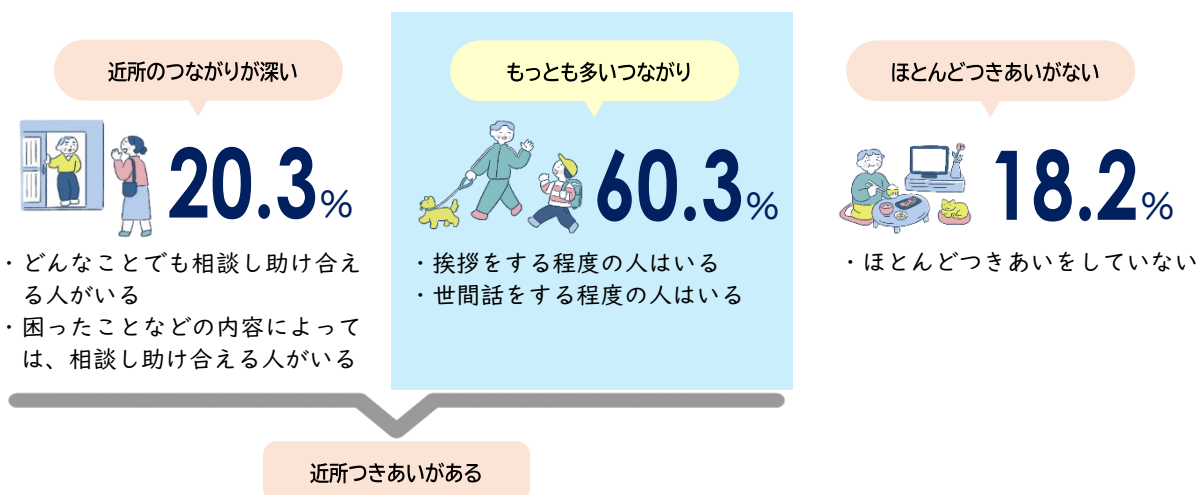 近所のつながりが深い
20.3%
・どんなことでも相談し助け合え
る人がいる
・困ったことなどの内容によって
は、相談し助け合える人がいる
もっとも多いつながり
60.3%
・挨拶をする程度の人はいる
・世間話をする程度の人はいる
ほとんどつきあいがない
18.2%
・ほとんどつきあいをしていない
近所つきあいがある